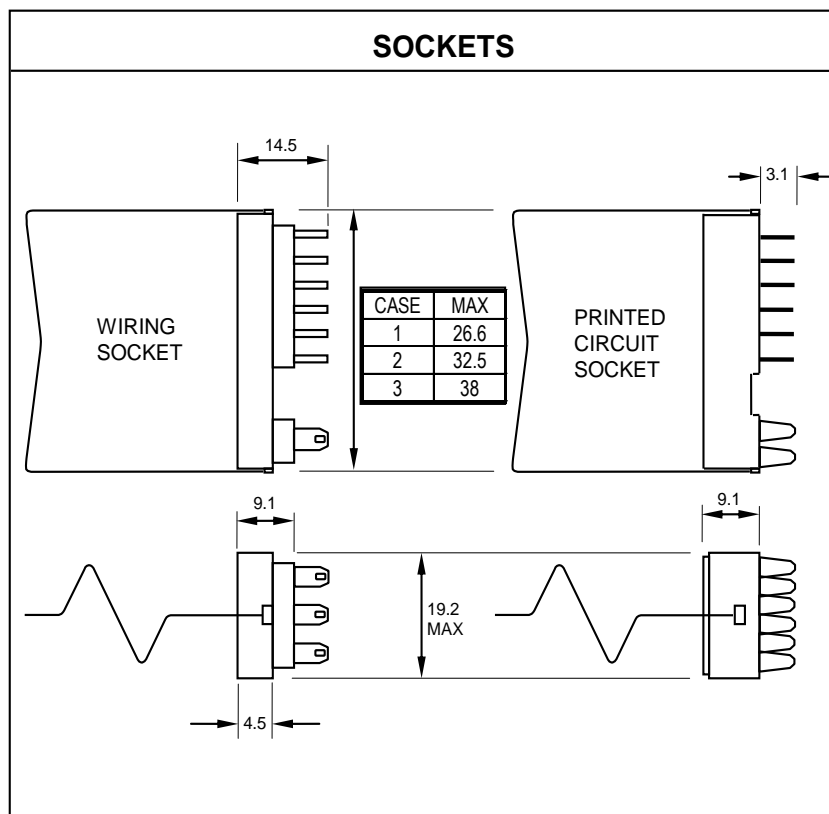 SOCKETS
14.5
3.1
WIRING
SOCKET
CASE MAX
1 26.6
2 32.5
3 38
PRINTED
CIRCUIT
SOCKET
9.1
9.1
19.2
MAX
4.5